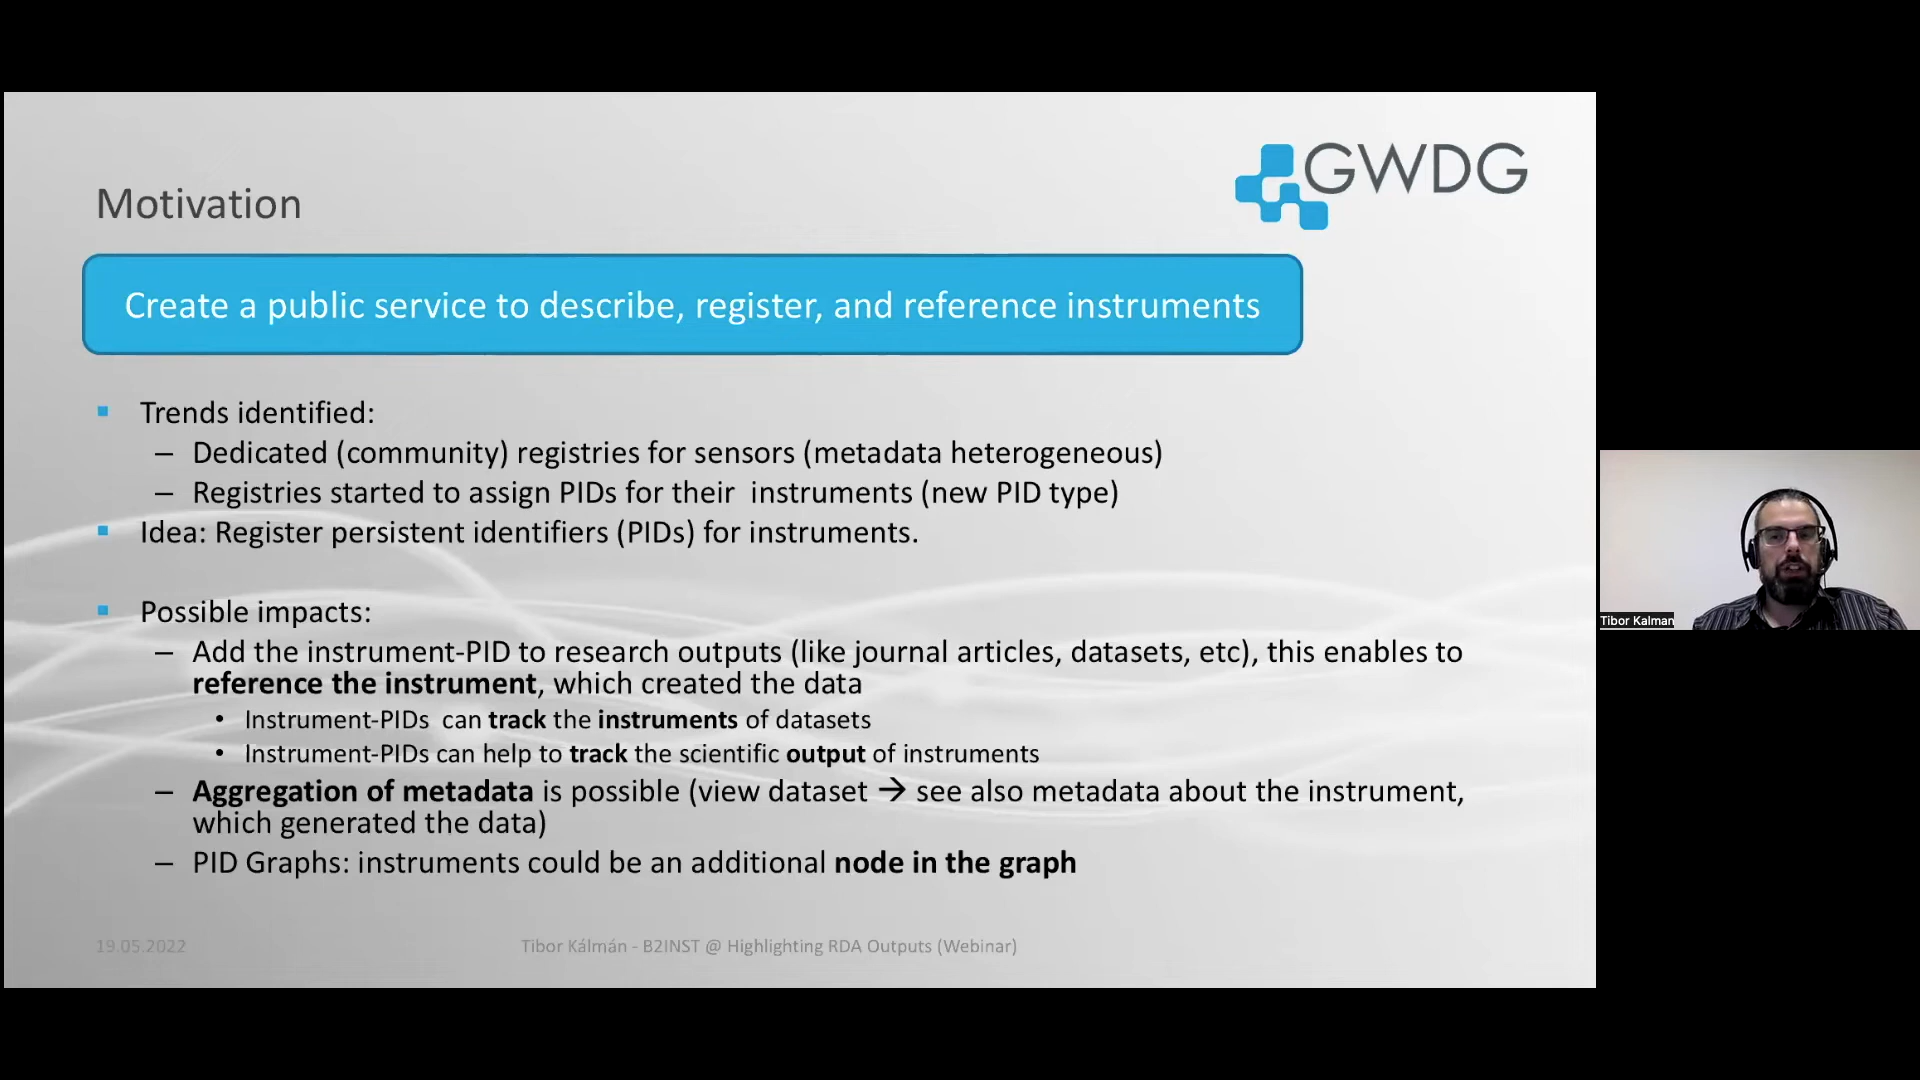 GWDG
Motivation
Create a public service to describe, register, and reference instruments
Trends identified:
– Dedicated (community) registries for sensors (metadata heterogeneous)
– Registries started to assign PIDs for their instruments (new PID type)
Idea: Register persistent identifiers (PIDs) for instruments.
Possible impacts:
– Add the instrument-PID to research outputs (like journal articles, datasets, etc), this enables to
reference the instrument, which created the data
• Instrument-PIDs can track the instruments of datasets
• Instrument-PIDs can help to track the scientific output of instruments
– Aggregation of metadata is possible (view dataset → see also metadata about the instrument,
which generated the data)
– PID Graphs: instruments could be an additional node in the graph
19.05.2022
Tibor Kálmán - B2INST @ Highlighting RDA Outputs (Webinar)
Tibor Kalman